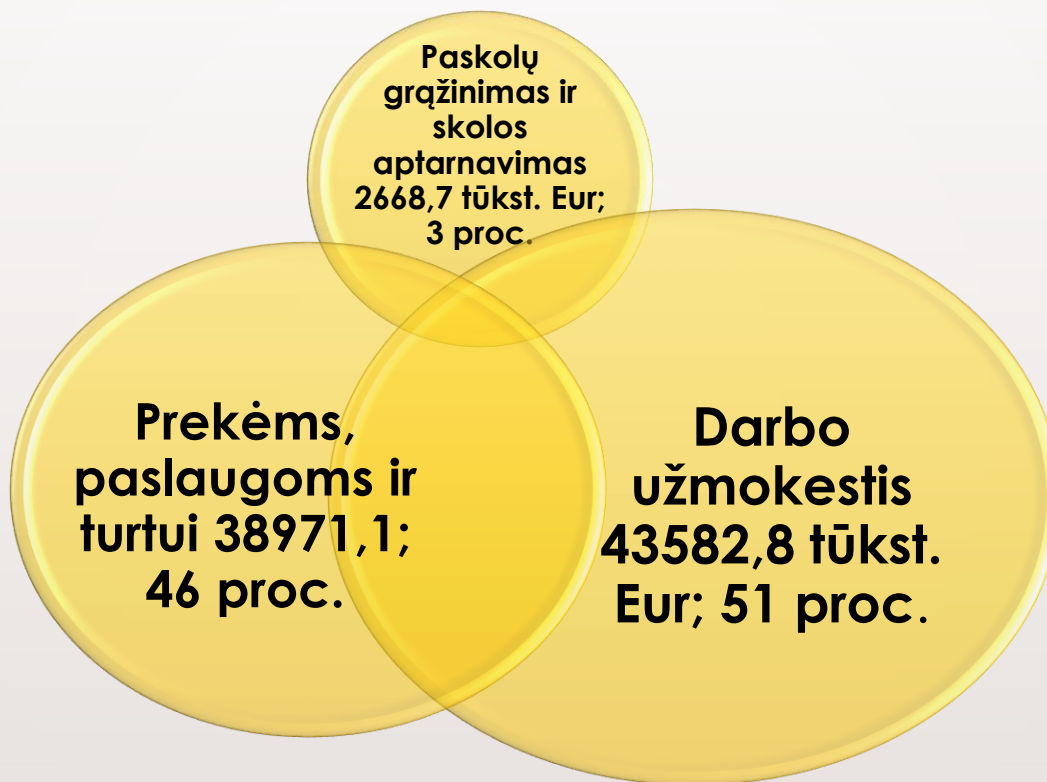 Paskolų
grąžinimas ir
skolos
aptarnavimas
2668,7 tūkst. Eur;
3 proc.
Prekėms,
paslaugoms ir
turtui 38971,1;
46 proc.
Darbo
užmokestis
43582,8 tūkst.
Eur; 51 proc.